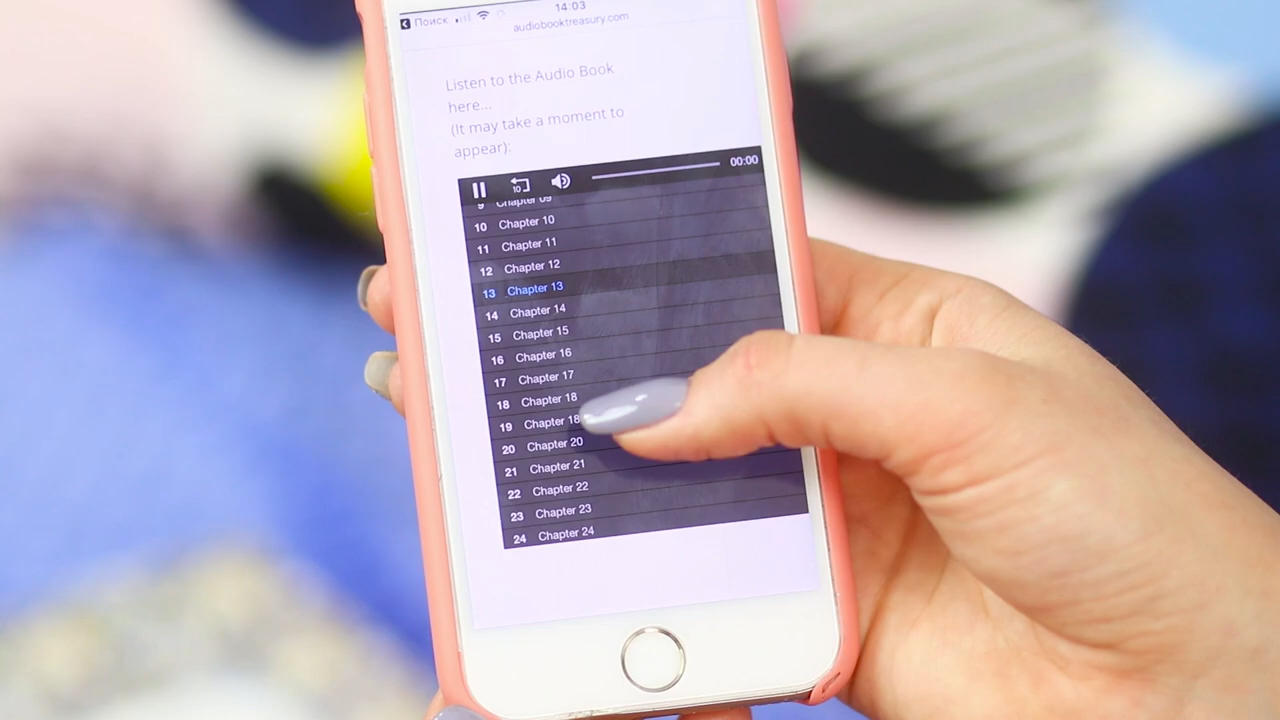 Поиск 14:03
audiobooktreasury.com
Listen to the Audio Book
here...
(It may take a moment to
appear):
10 00:00
9 Chapter 09
10 Chapter 10
11 Chapter 11
12 Chapter 12
13 Chapter 13
14 Chapter 14
15 Chapter 15
16 Chapter 16
17 Chapter 17
18 Chapter 18
19 Chapter 18
20 Chapter 20
21 Chapter 21
22 Chapter 22
23 Chapter 23
24 Chapter 24